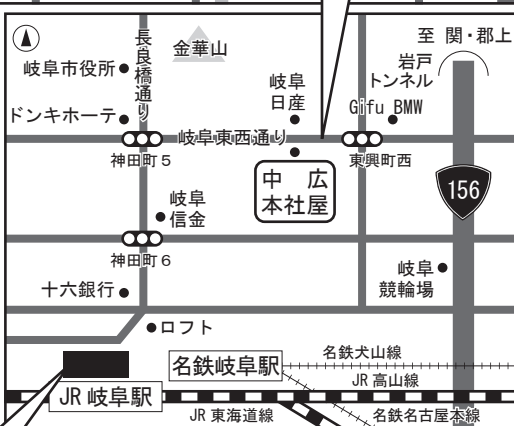 至 関・郡上
長良橋通り
金華山
岐阜市役所
岩戸
トンネル
岐阜
日産
Gifu BMW
ドンキホーテ
岐阜東西通り
神田町5
東興町西
中 広
本社屋
156
岐阜
信金
神田町6
岐阜
競輪場
十六銀行
ロフト
名鉄岐阜駅
名鉄犬山線
JR 高山線
JR 岐阜駅
JR 東海道線
名鉄名古屋本線